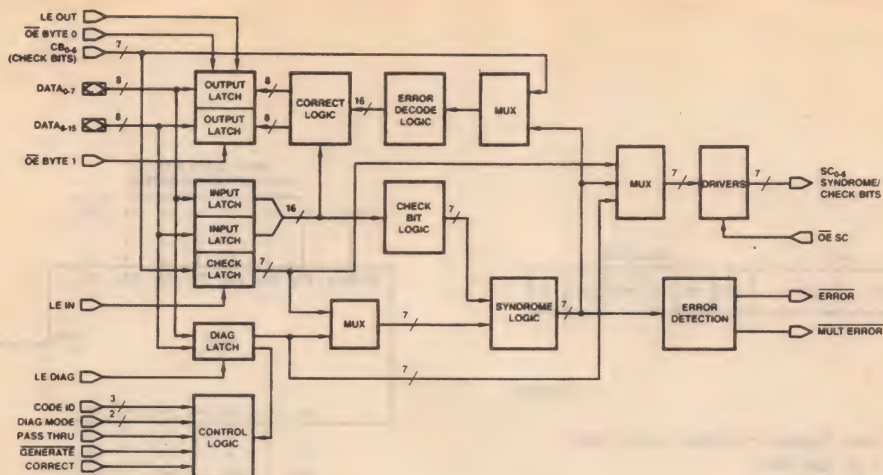 LE OUT
OE BYTE 0
CB0-6
(CHECK BITS)
7
DATA0-7
8
DATA8-15
8
OE BYTE 1
OUTPUT
LATCH
OUTPUT
LATCH
8
8
CORRECT
LOGIC
16
ERROR
DECODE
LOGIC
MUX
MUX
7
DRIVERS
7
SC0-6
SYNDROME/
CHECK BITS
OE SC
INPUT
LATCH
INPUT
LATCH
CHECK
LATCH
16
7
CHECK
BIT
LOGIC
7
LE IN
MUX
7
SYNDROME
LOGIC
7
ERROR
DETECTION
ERROR
MULT ERROR
DIAG
LATCH
7
LE DIAG
CODE ID
3
DIAG MODE
2
PASS THRU
GENERATE
CORRECT
CONTROL
LOGIC